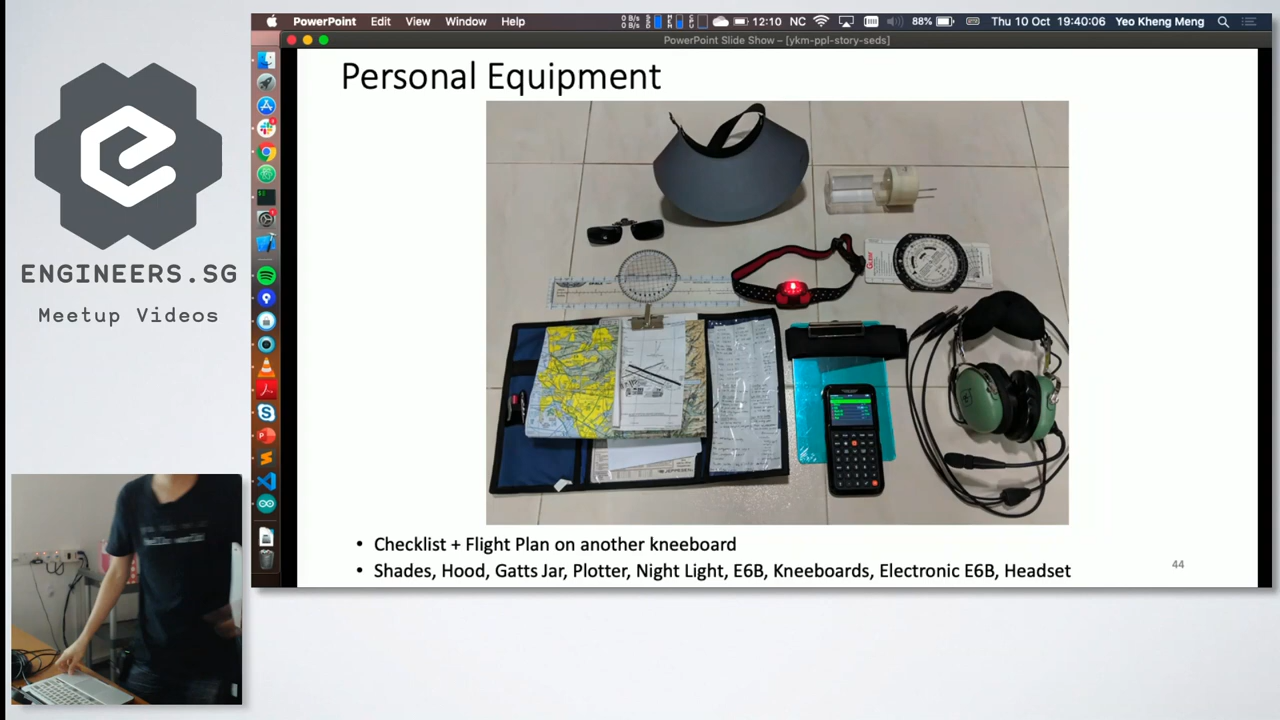 PowerPoint Edit View Window Help 0 B/s 0 B/s 12:10 NC 88% Thu 10 Oct 19:40:06 Yeo Kheng Meng
PowerPoint Slide Show – [ykm-ppl-story-seds]
Personal Equipment
ENGINEERS.SG
Meetup Videos
• Checklist + Flight Plan on another kneeboard
• Shades, Hood, Gatts Jar, Plotter, Night Light, E6B, Kneeboards, Electronic E6B, Headset
44